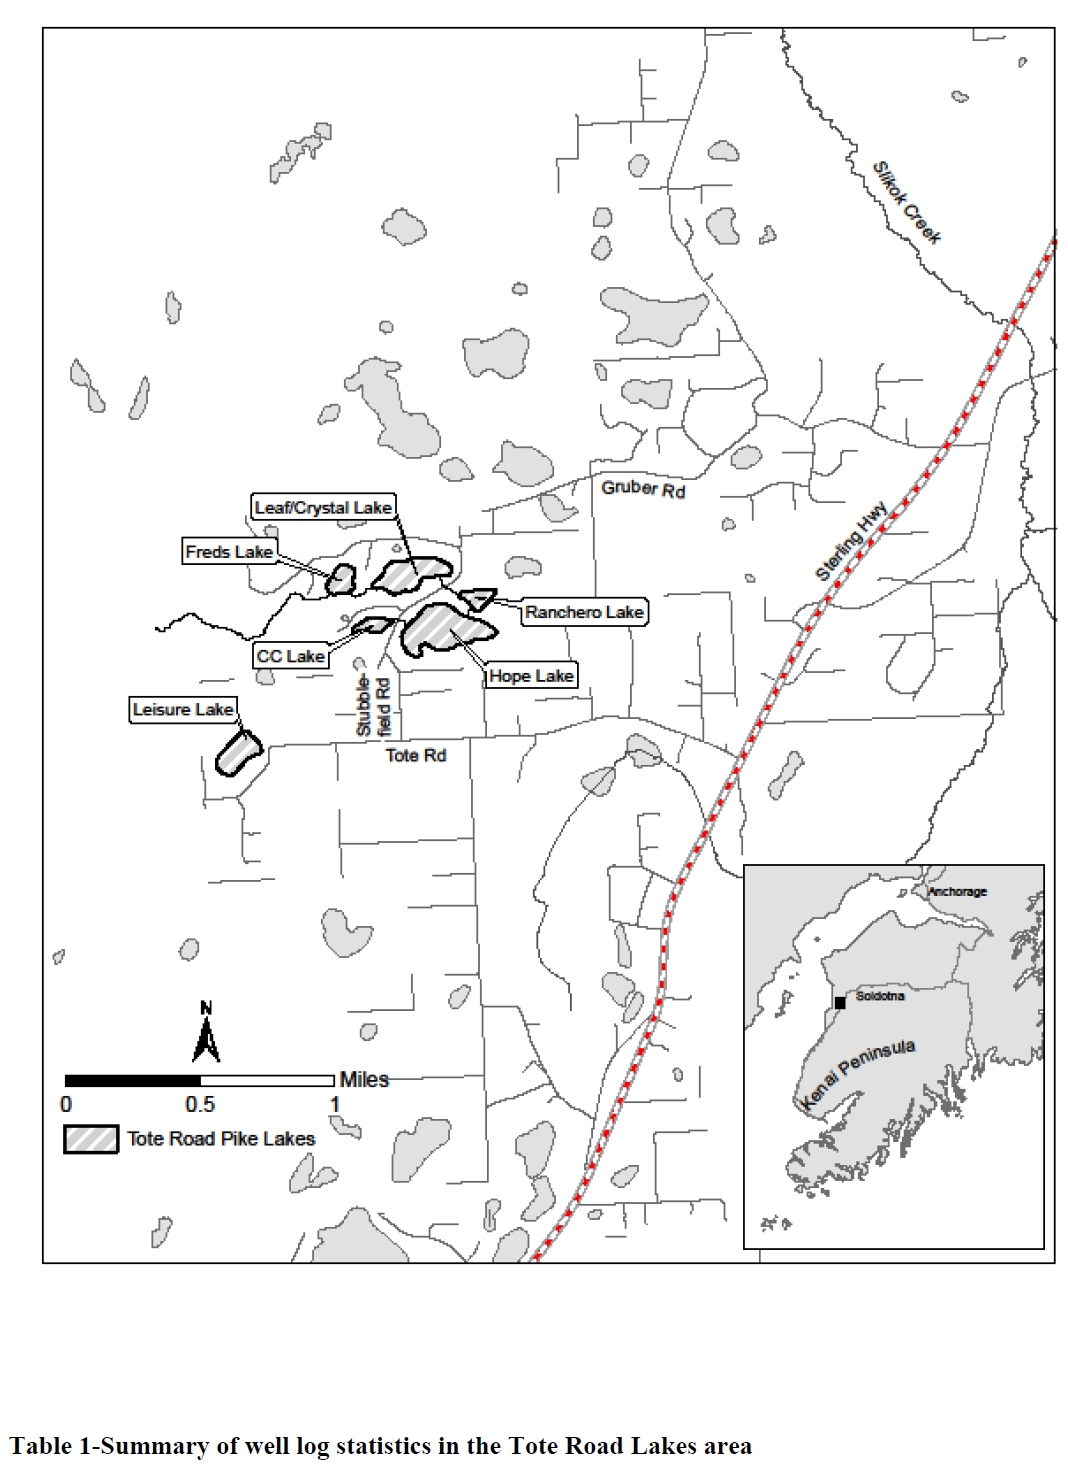 Slikok Creek
Gruber Rd
Leaf/Crystal Lake
Freds Lake
Sterling Hwy
Ranchero Lake
CC Lake
Hope Lake
Stubble-
field Rd
Leisure Lake
Tote Rd
Anchorage
Soldotna
Kenai Peninsula
N
Miles
0 0.5 1
Tote Road Pike Lakes
Table 1-Summary of well log statistics in the Tote Road Lakes area